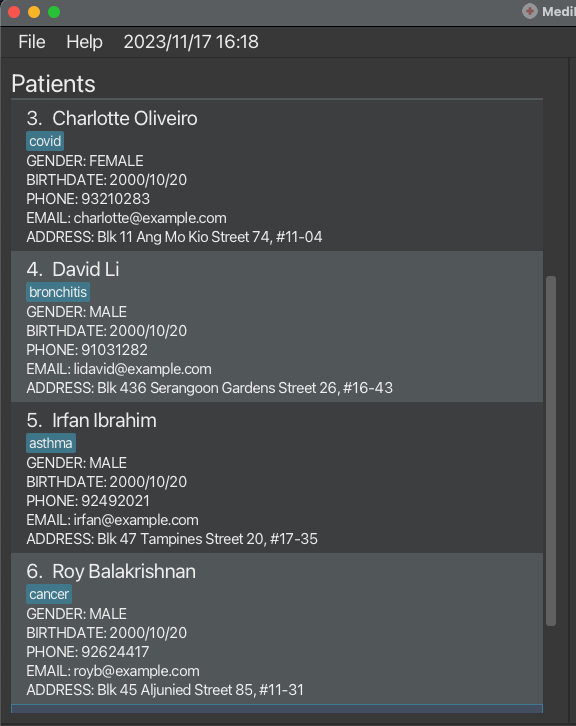 MediI
File Help 2023/11/17 16:18
Patients
3. Charlotte Oliveiro
covid
GENDER: FEMALE
BIRTHDATE: 2000/10/20
PHONE: 93210283
EMAIL: charlotte@example.com
ADDRESS: Blk 11 Ang Mo Kio Street 74, #11-04
4. David Li
bronchitis
GENDER: MALE
BIRTHDATE: 2000/10/20
PHONE: 91031282
EMAIL: lidavid@example.com
ADDRESS: Blk 436 Serangoon Gardens Street 26, #16-43
5. Irfan Ibrahim
asthma
GENDER: MALE
BIRTHDATE: 2000/10/20
PHONE: 92492021
EMAIL: irfan@example.com
ADDRESS: Blk 47 Tampines Street 20, #17-35
6. Roy Balakrishnan
cancer
GENDER: MALE
BIRTHDATE: 2000/10/20
PHONE: 92624417
EMAIL: royb@example.com
ADDRESS: Blk 45 Aljunied Street 85, #11-31